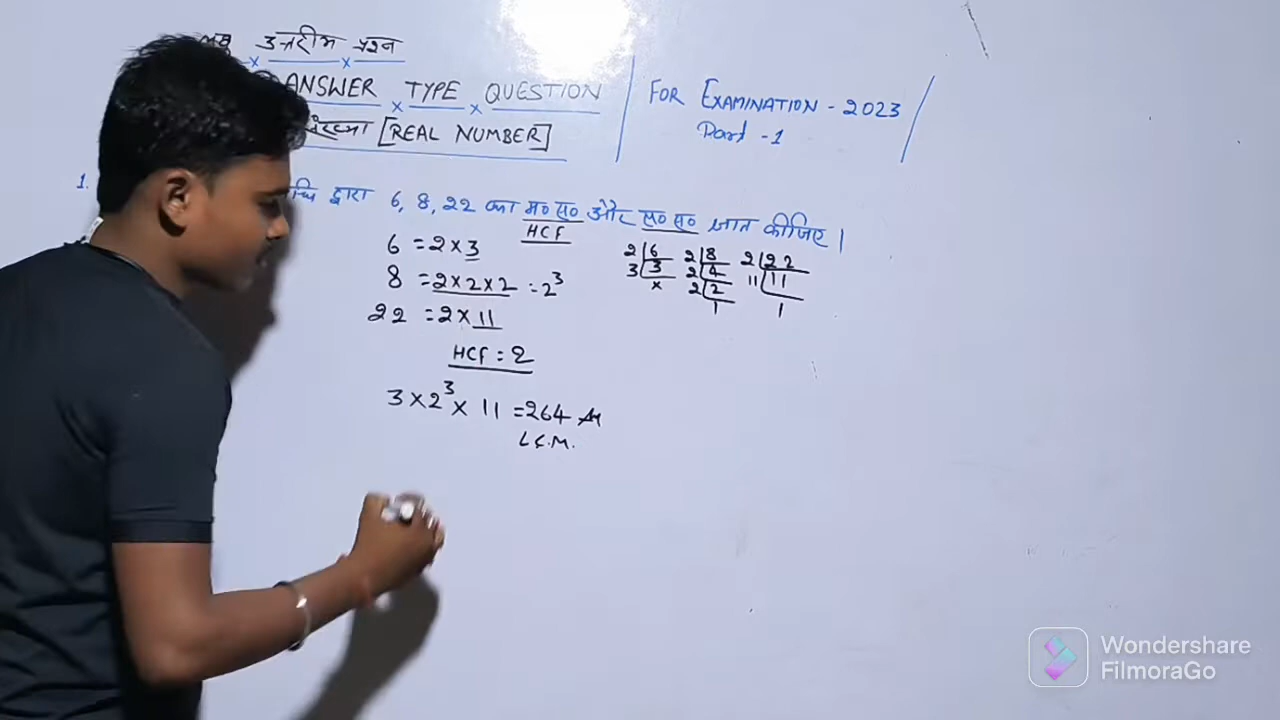 उत्तरीय प्रश्न
ANSWER TYPE QUESTION
[REAL NUMBER]
FOR EXAMINATION - 2023
Part - 1
1.
द्वारा 6, 8, 22 का म० स० और ल० स० ज्ञात कीजिए।
HCF
6 = 2 × 3
8 = 2 × 2 × 2 = 2³
22 = 2 × 11
HCF = 2
3 × 2³ × 11 = 264
L.C.M.
2 6
3 3
×
2 8
2 4
2 2
1
2 22
11 11
1
Wondershare
FilmoraGo